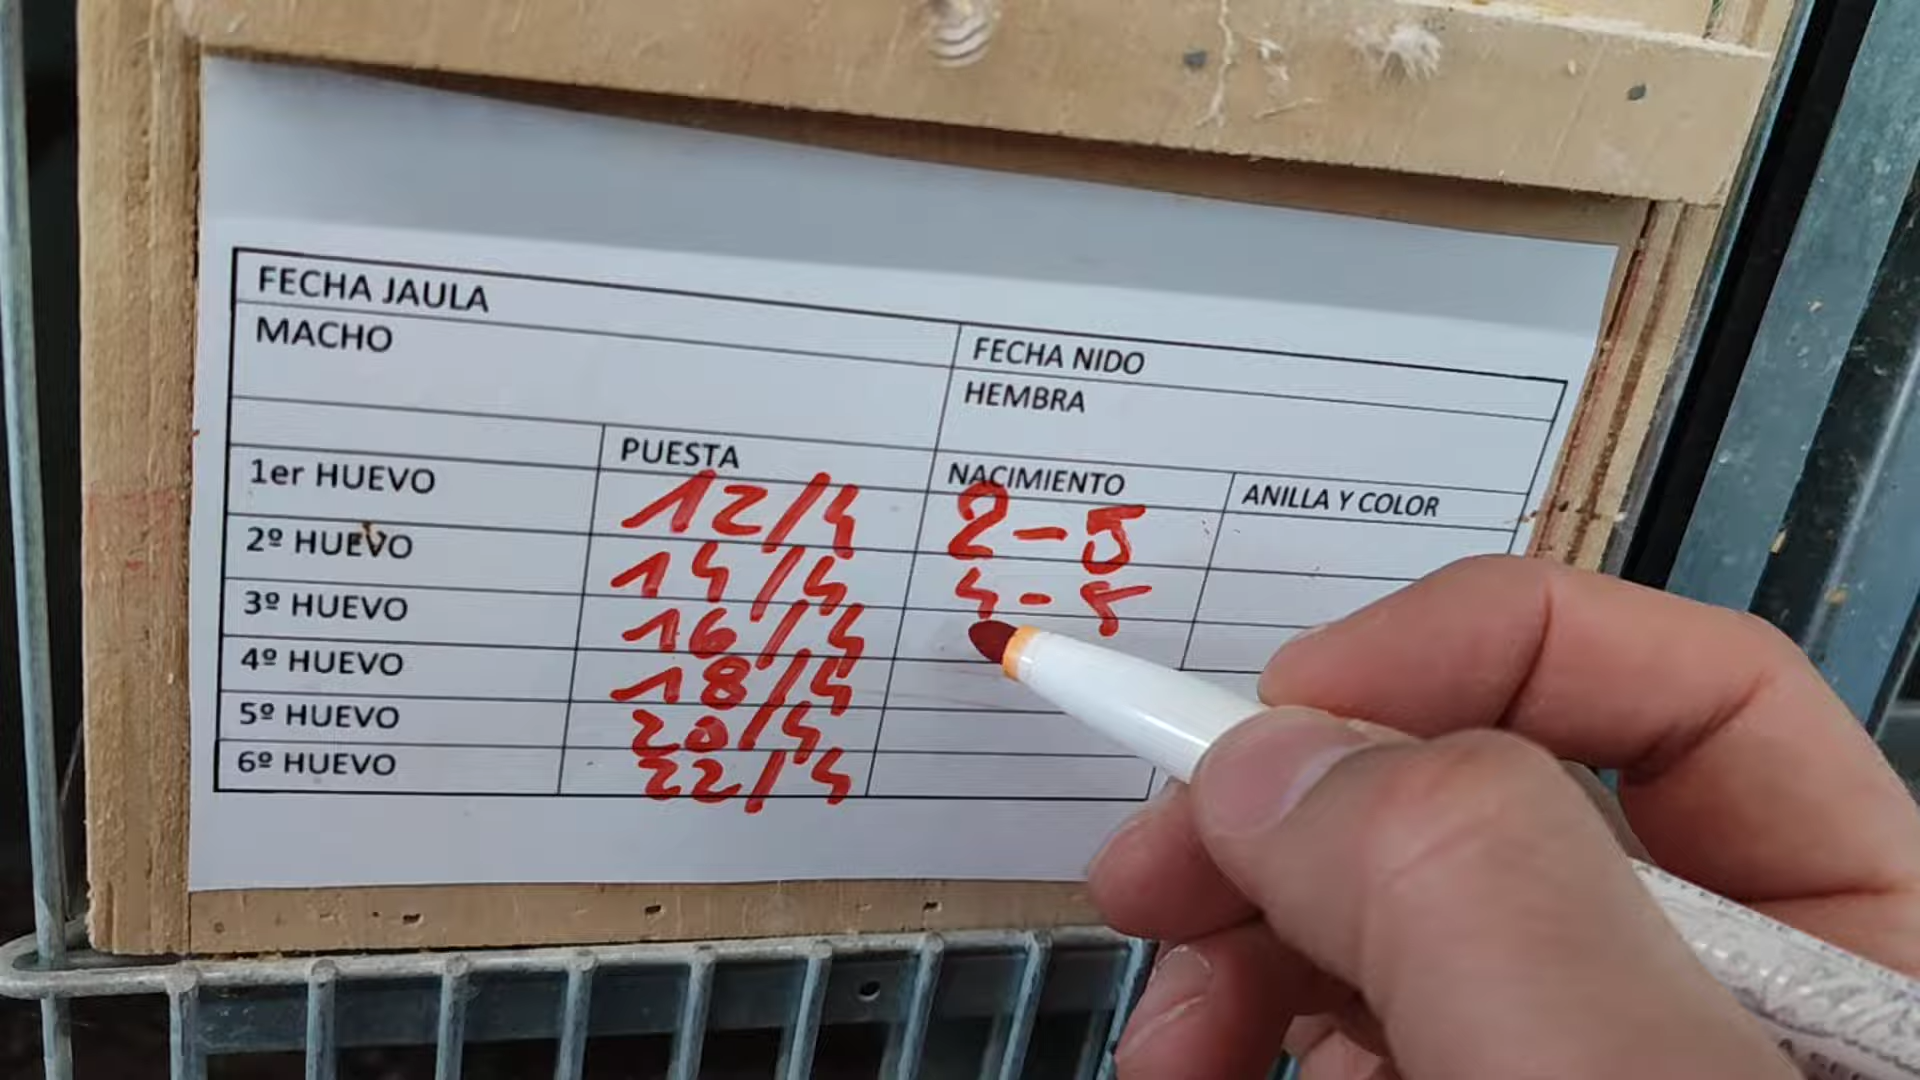 FECHA JAULA
FECHA NIDO
MACHO
HEMBRA
PUESTA
NACIMIENTO
ANILLA Y COLOR
1er HUEVO 12/4 2-5
2º HUEVO 14/4 4-5
3º HUEVO 16/4
4º HUEVO 18/4
5º HUEVO 20/4
6º HUEVO 22/4